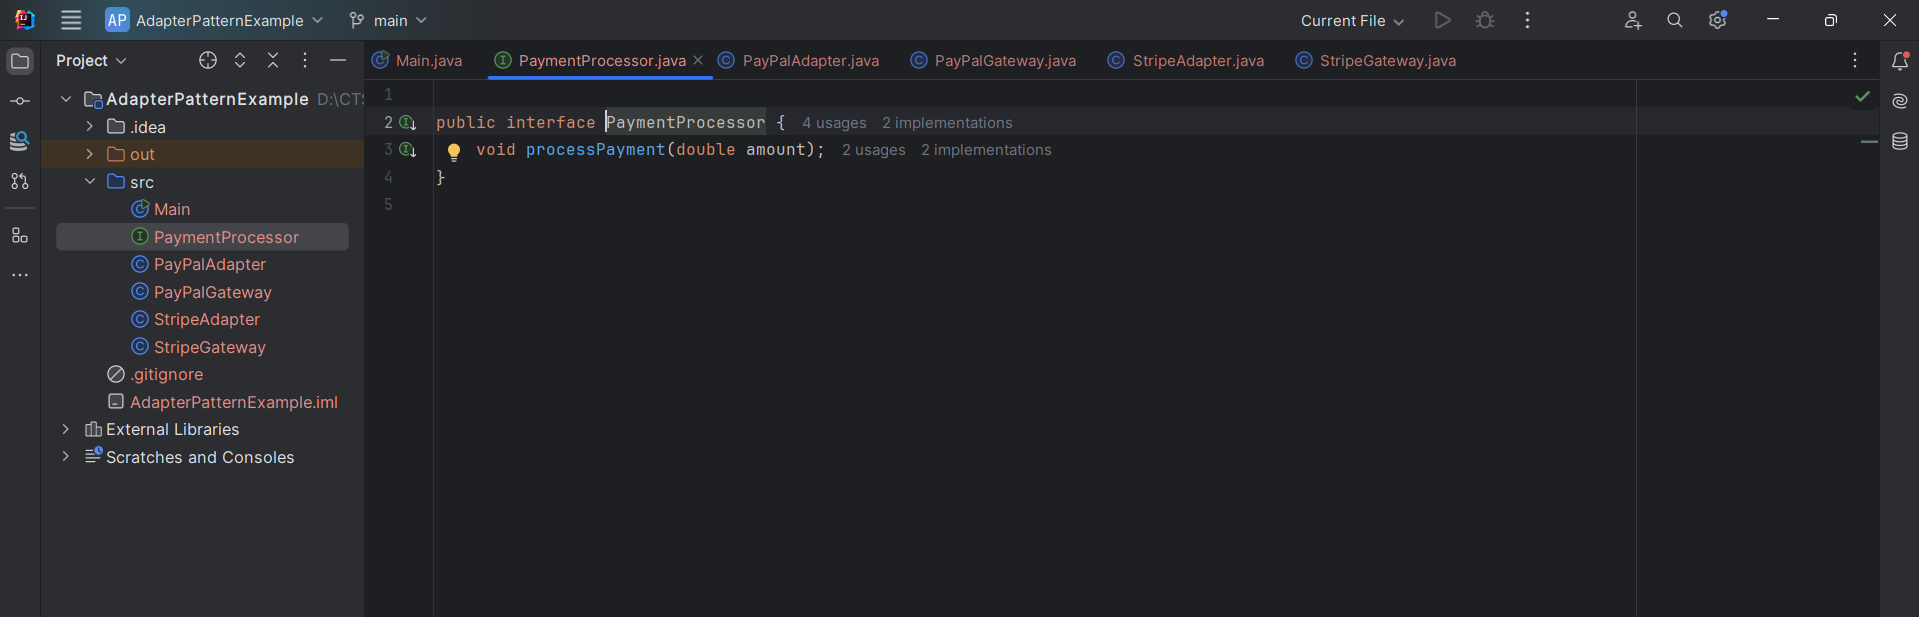 AP AdapterPatternExample main Current File
Project
Main.java PaymentProcessor.java PayPalAdapter.java PayPalGateway.java StripeAdapter.java StripeGateway.java
AdapterPatternExample D:\CTS
.idea
out
src
Main
PaymentProcessor
PayPalAdapter
PayPalGateway
StripeAdapter
StripeGateway
.gitignore
AdapterPatternExample.iml
External Libraries
Scratches and Consoles
1
2 public interface PaymentProcessor { 4 usages 2 implementations
3 void processPayment(double amount); 2 usages 2 implementations
4 }
5